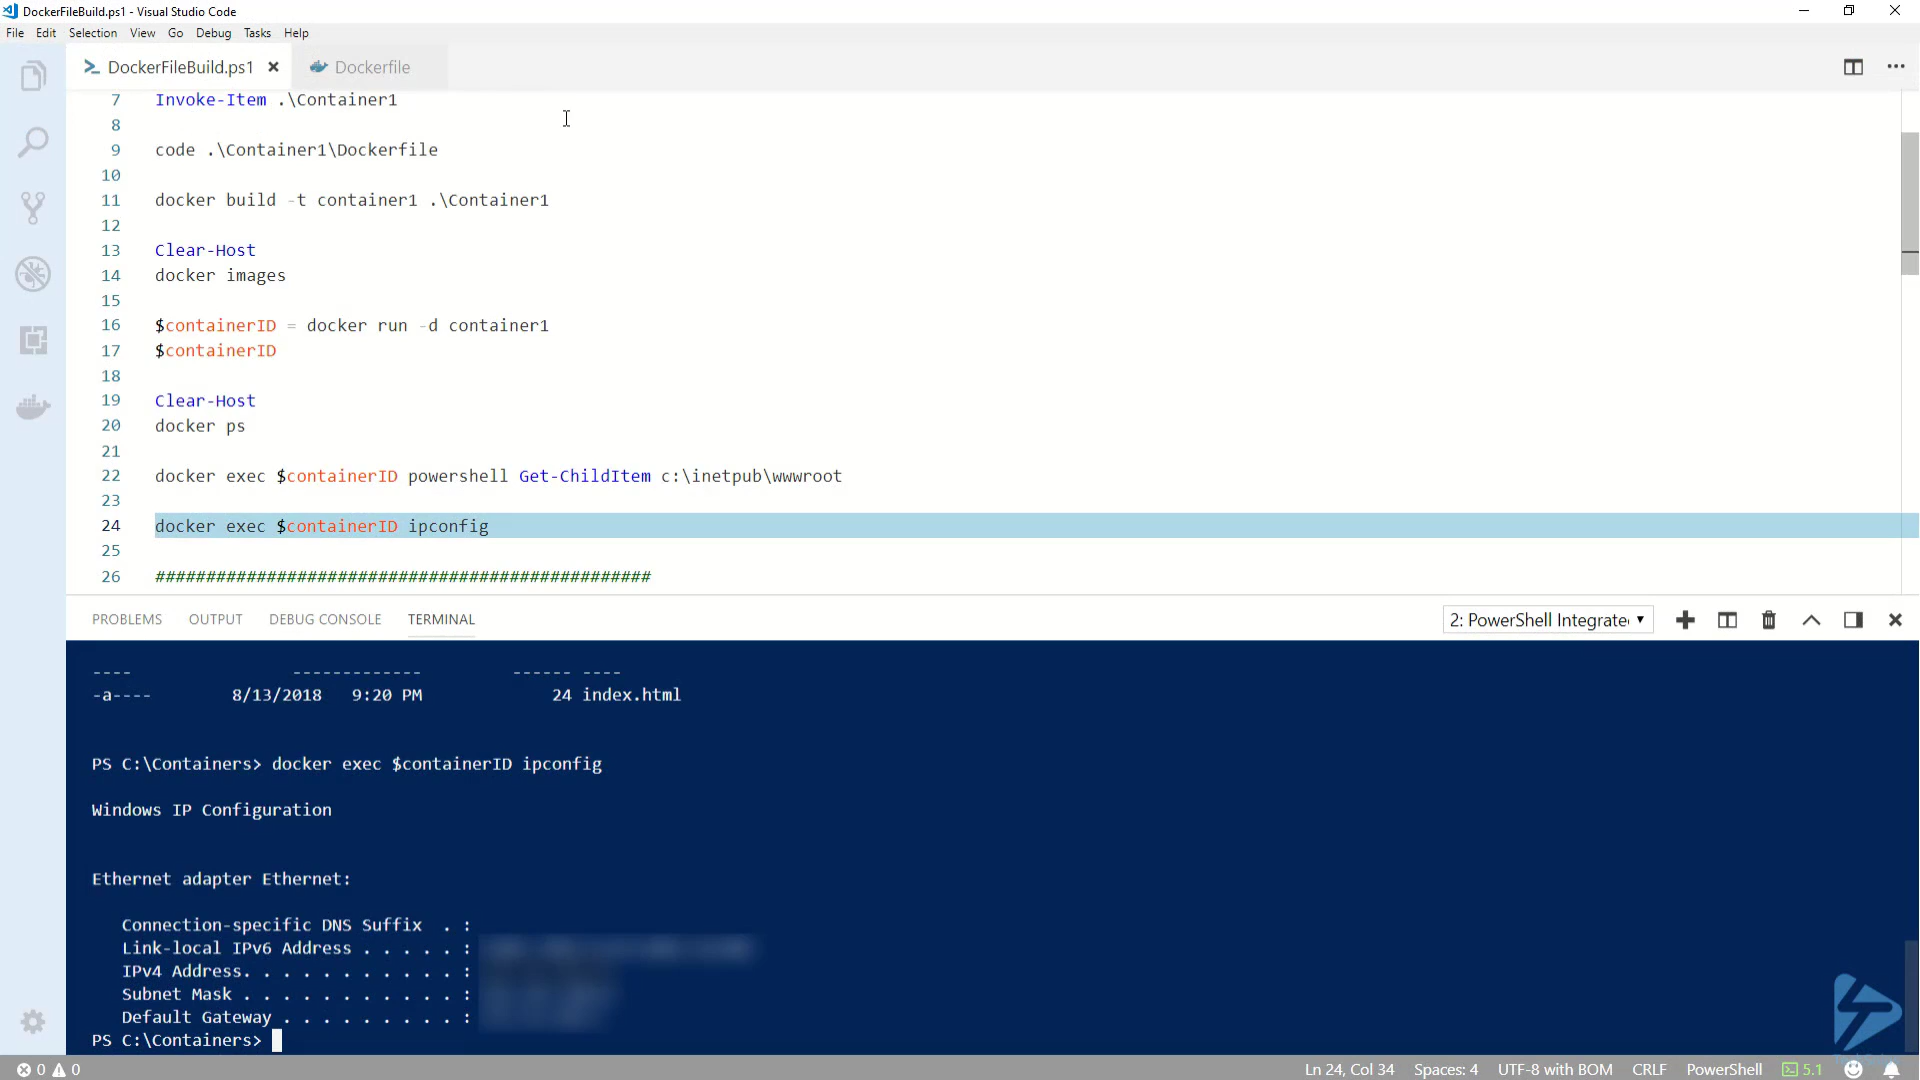 DockerFileBuild.ps1 - Visual Studio Code
File Edit Selection View Go Debug Tasks Help
DockerFileBuild.ps1 Dockerfile
7 Invoke-Item .\Container1
8
9 code .\Container1\Dockerfile
10
11 docker build -t container1 .\Container1
12
13 Clear-Host
14 docker images
15
16 $containerID = docker run -d container1
17 $containerID
18
19 Clear-Host
20 docker ps
21
22 docker exec $containerID powershell Get-ChildItem c:\inetpub\wwwroot
23
24 docker exec $containerID ipconfig
25
26 #################################################
PROBLEMS OUTPUT DEBUG CONSOLE TERMINAL 2: PowerShell Integrate
---- ------------- ------ ----
-a---- 8/13/2018 9:20 PM 24 index.html
PS C:\Containers> docker exec $containerID ipconfig
Windows IP Configuration
Ethernet adapter Ethernet:
Connection-specific DNS Suffix . :
Link-local IPv6 Address . . . . . :
IPv4 Address. . . . . . . . . . . :
Subnet Mask . . . . . . . . . . . :
Default Gateway . . . . . . . . . :
PS C:\Containers>
0 0 Ln 24, Col 34 Spaces: 4 UTF-8 with BOM CRLF PowerShell 5.1